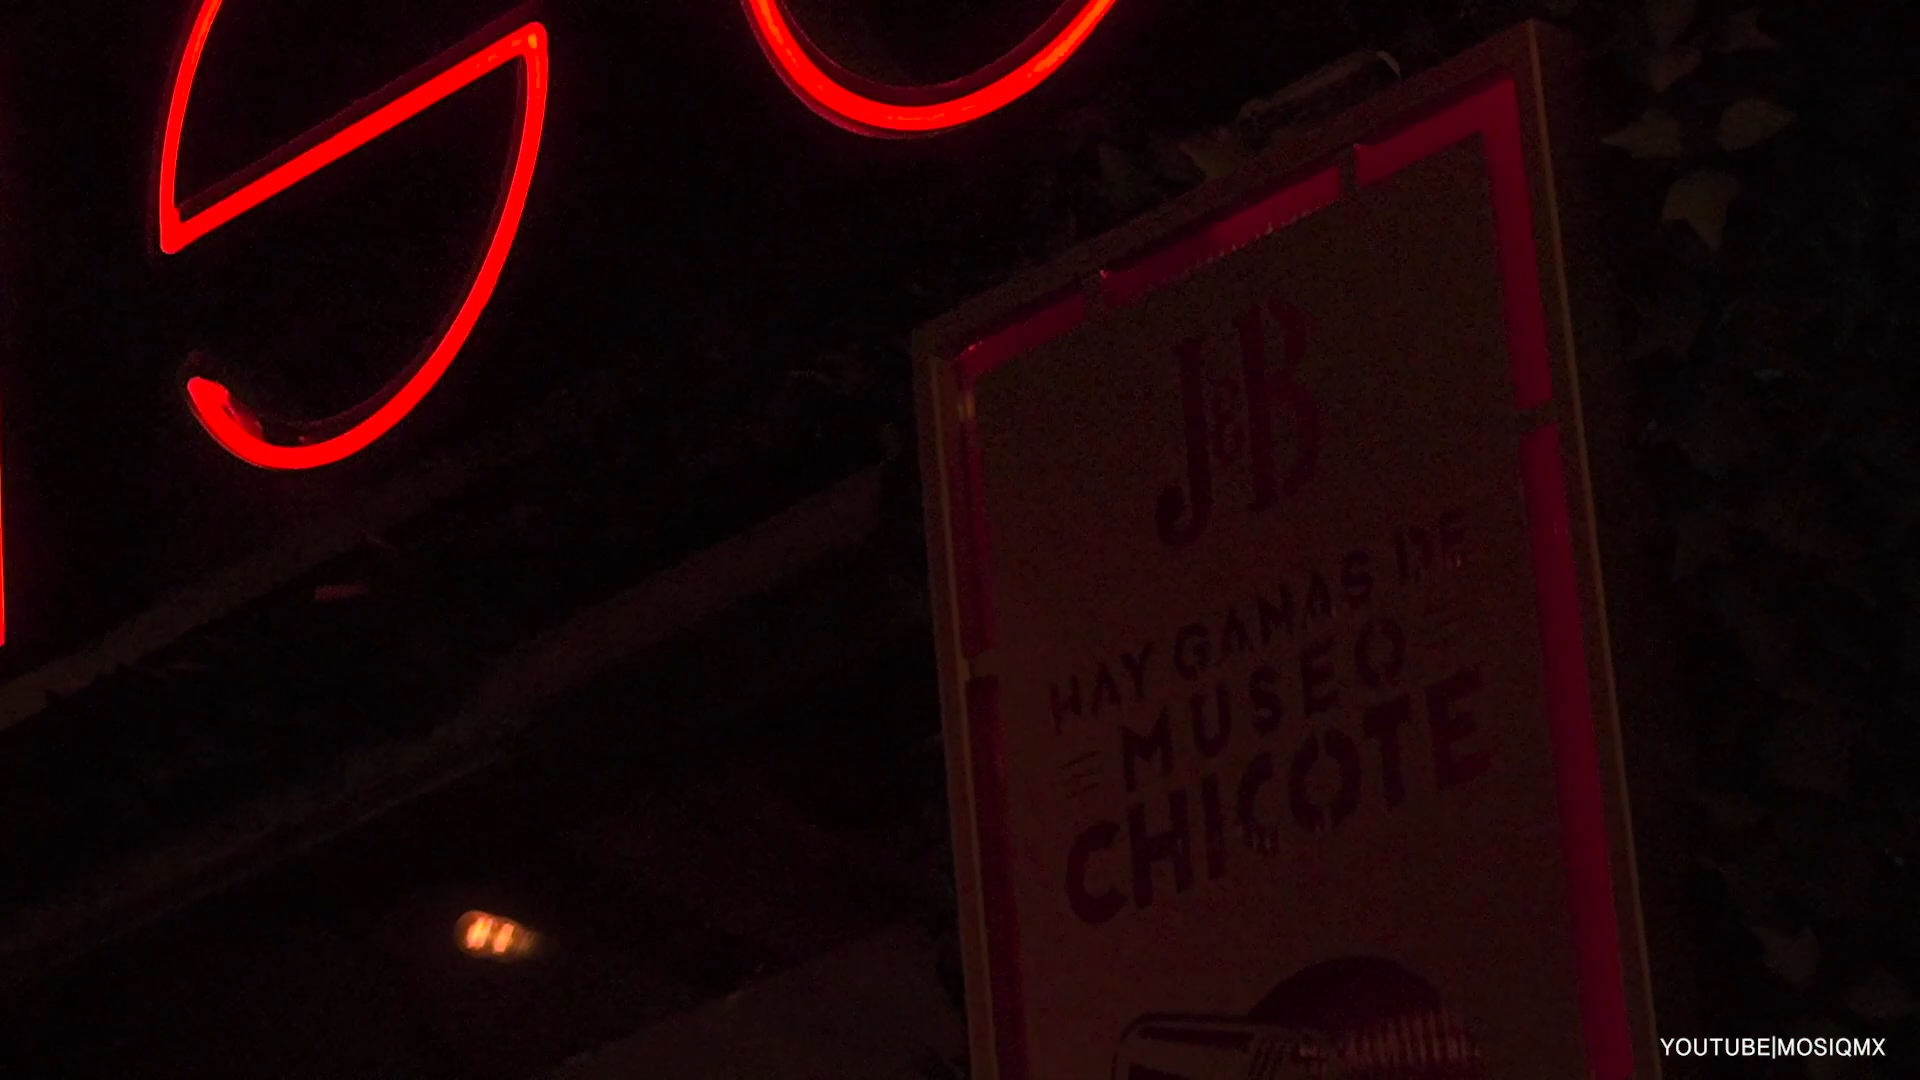 S
J&B
HAY GANAS DE
MUSEO
CHICOTE
YOUTUBE|MOSIQMX